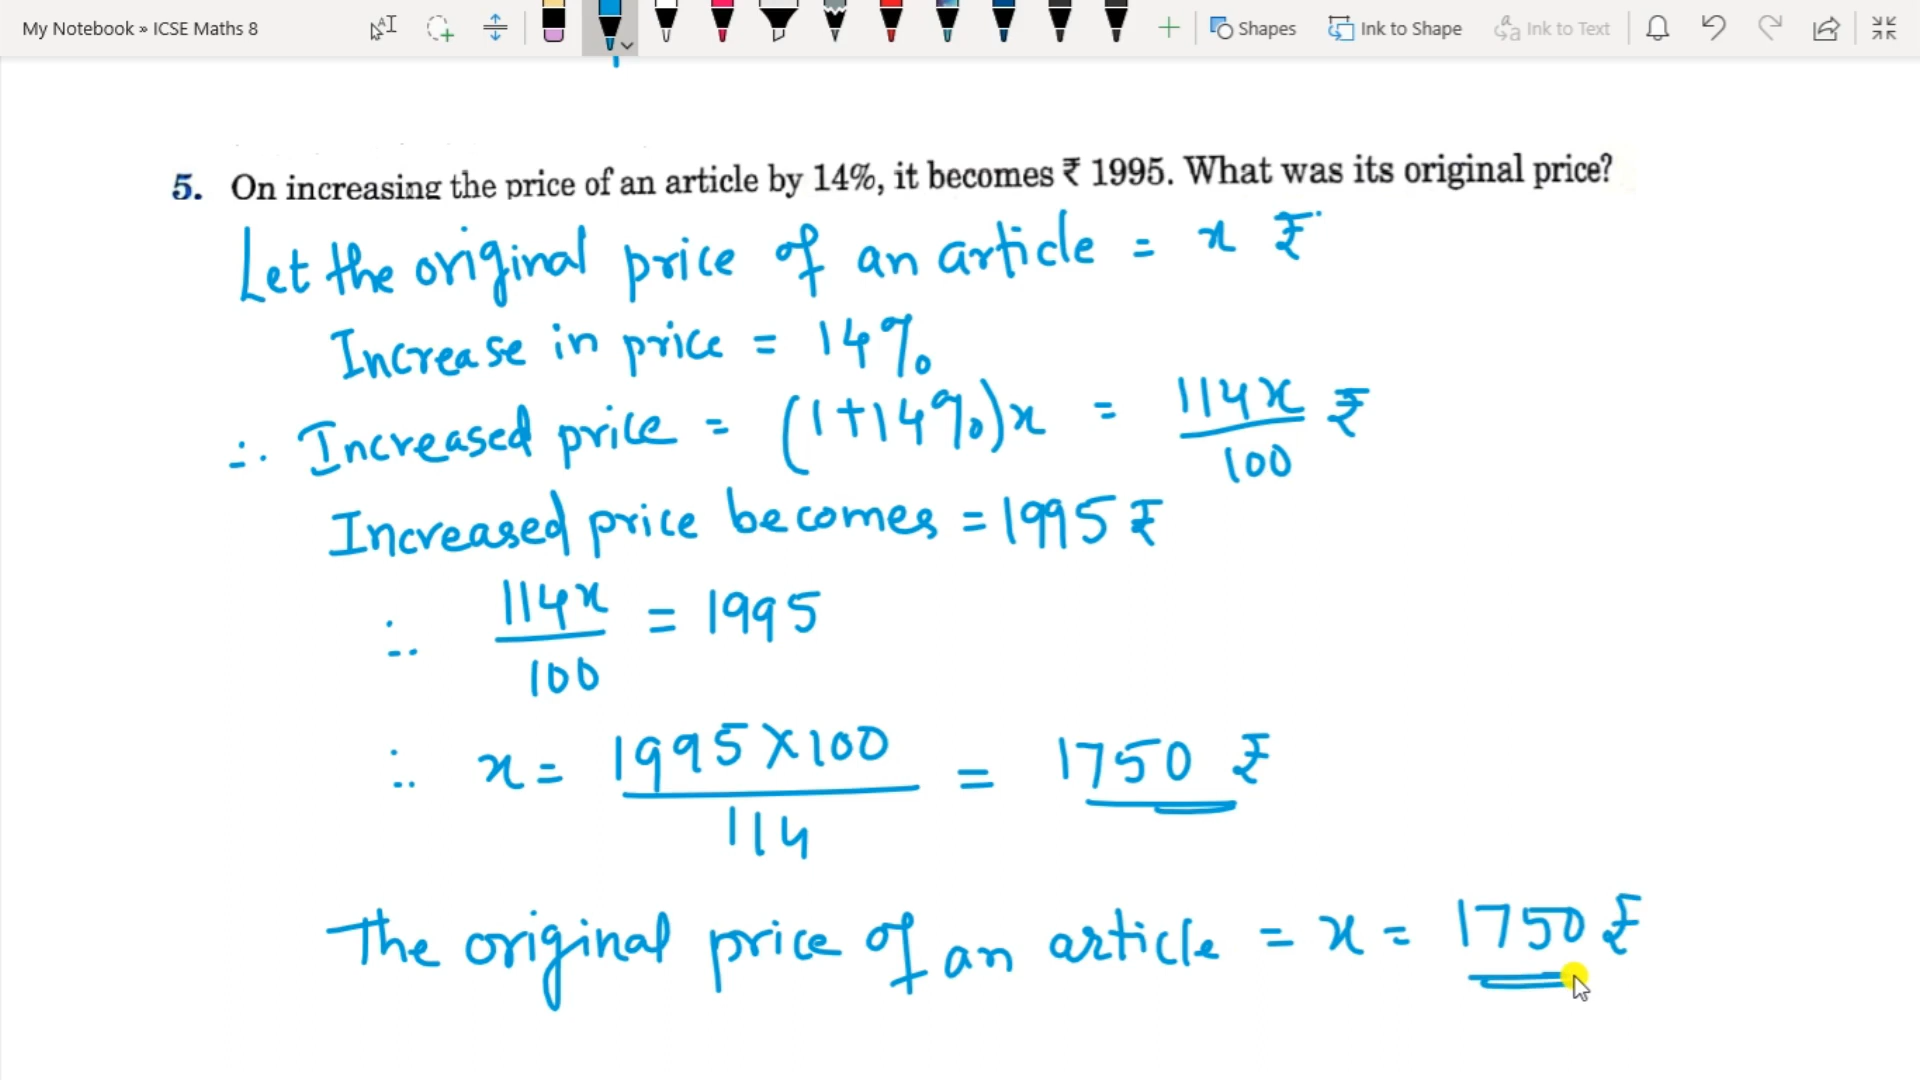 My Notebook » ICSE Maths 8 Shapes Ink to Shape Ink to Text
5. On increasing the price of an article by 14%, it becomes ₹ 1995. What was its original price?
Let the original price of an article = x ₹
Increase in price = 14%
∴ Increased price = (1+14%)x = 114x/100 ₹
Increased price becomes = 1995 ₹
∴ 114x/100 = 1995
∴ x = 1995×100/114 = 1750 ₹
The original price of an article = x = 1750 ₹